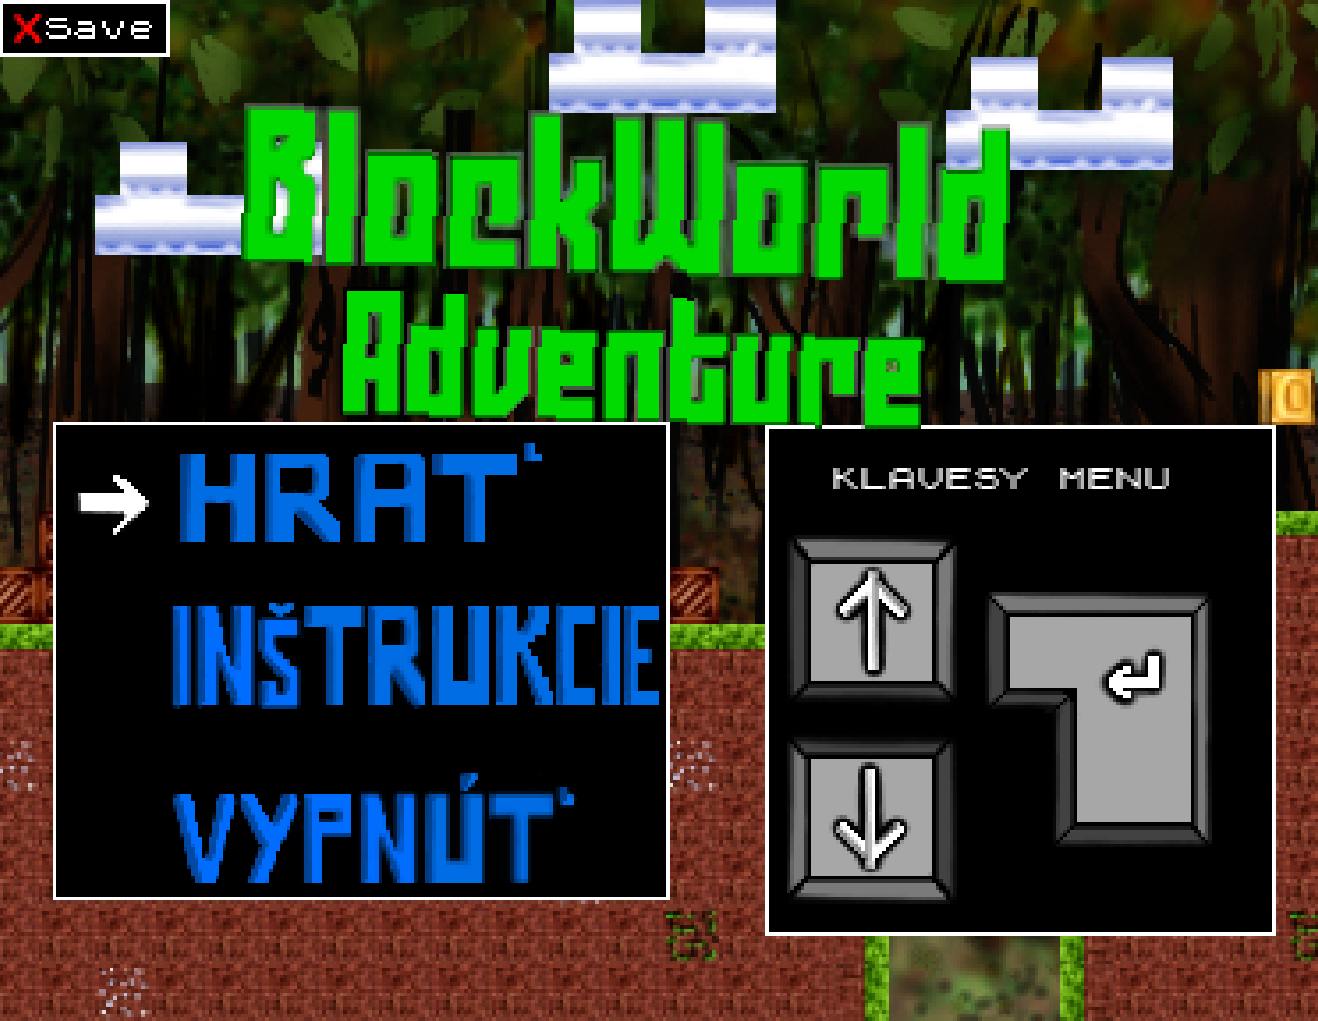 XSave
BlockWorld
Adventure
HRAŤ
INŠTRUKCIE
VYPNÚŤ
KLAVESY MENU